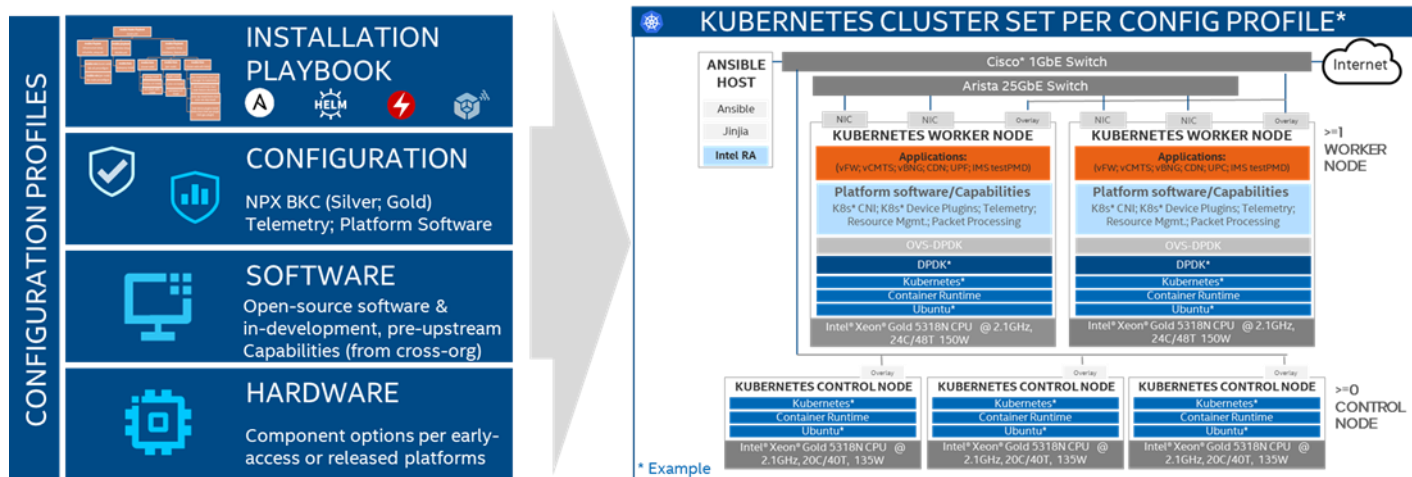 CONFIGURATION PROFILES
INSTALLATION
PLAYBOOK
HELM
CONFIGURATION
NPX BKC (Silver; Gold)
Telemetry; Platform Software
SOFTWARE
Open-source software &
in-development, pre-upstream
Capabilities (from cross-org)
HARDWARE
Component options per early-
access or released platforms
KUBERNETES CLUSTER SET PER CONFIG PROFILE*
ANSIBLE
HOST
Ansible
Jinjia
Intel RA
Cisco* 1GbE Switch
Internet
Arista 25GbE Switch
NIC
NIC
Overlay
KUBERNETES WORKER NODE
Applications:
(vFW; vCMTS; vBNG; CDN; UPF; IMS testPMD)
Platform software/Capabilities
K8s* CNI; K8s* Device Plugins; Telemetry;
Resource Mgmt.; Packet Processing
OVS-DPDK
DPDK*
Kubernetes*
Container Runtime
Ubuntu*
Intel® Xeon® Gold 5318N CPU @ 2.1GHz,
24C/48T 150W
NIC
NIC
Overlay
KUBERNETES WORKER NODE
Applications:
(vFW; vCMTS; vBNG; CDN; UPC; IMS testPMD)
Platform software/Capabilities
K8s* CNI; K8s* Device Plugins; Telemetry;
Resource Mgmt.; Packet Processing
OVS-DPDK
DPDK*
Kubernetes*
Container Runtime
Ubuntu*
Intel® Xeon® Gold 5318N CPU @ 2.1GHz,
24C/48T 150W
>=1
WORKER
NODE
Overlay
KUBERNETES CONTROL NODE
Kubernetes*
Container Runtime
Ubuntu*
Intel® Xeon® Gold 5318N CPU @
2.1GHz, 20C/40T, 135W
Overlay
KUBERNETES CONTROL NODE
Kubernetes*
Container Runtime
Ubuntu*
Intel® Xeon® Gold 5318N CPU @
2.1GHz, 20C/40T, 135W
Overlay
KUBERNETES CONTROL NODE
Kubernetes*
Container Runtime
Ubuntu*
Intel® Xeon® Gold 5318N CPU @
2.1GHz, 20C/40T, 135W
>=0
CONTROL
NODE
* Example